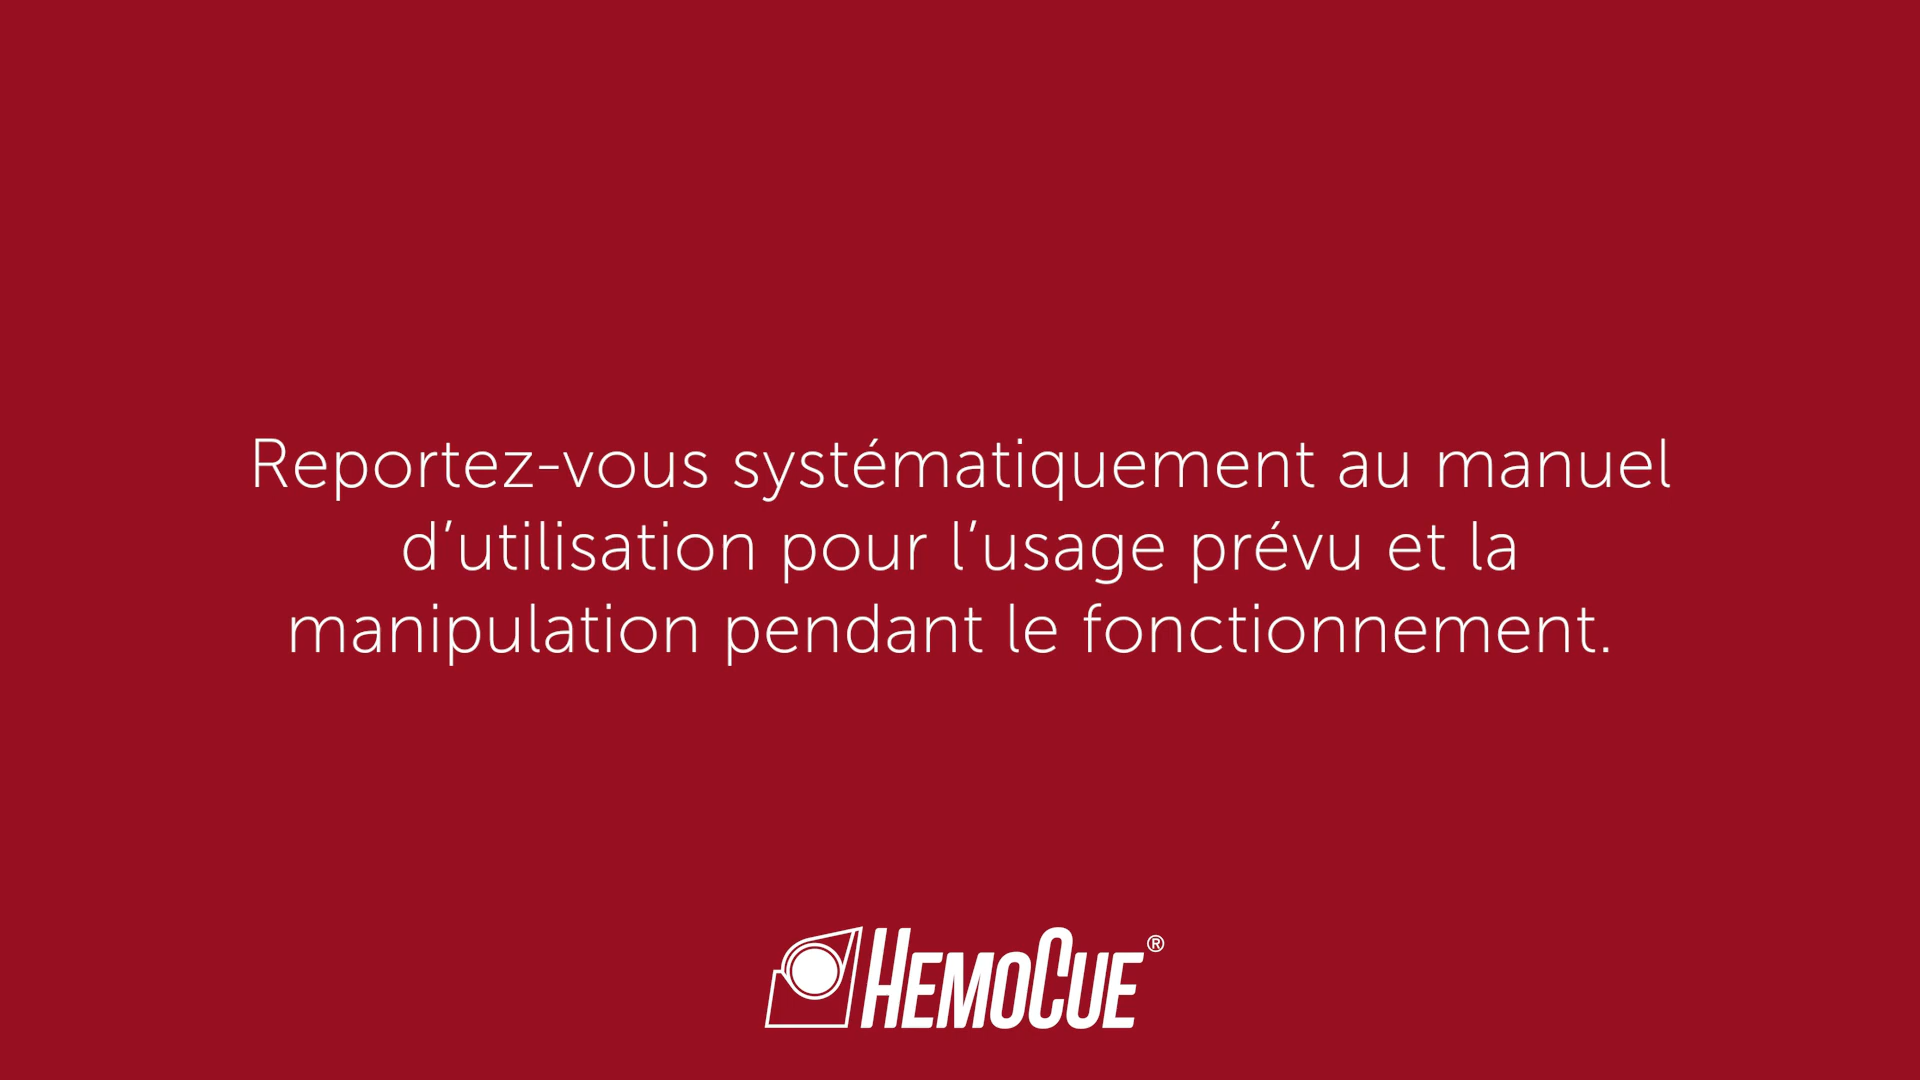 Reportez-vous systématiquement au manuel
d’utilisation pour l’usage prévu et la
manipulation pendant le fonctionnement.
HEMOCUE®